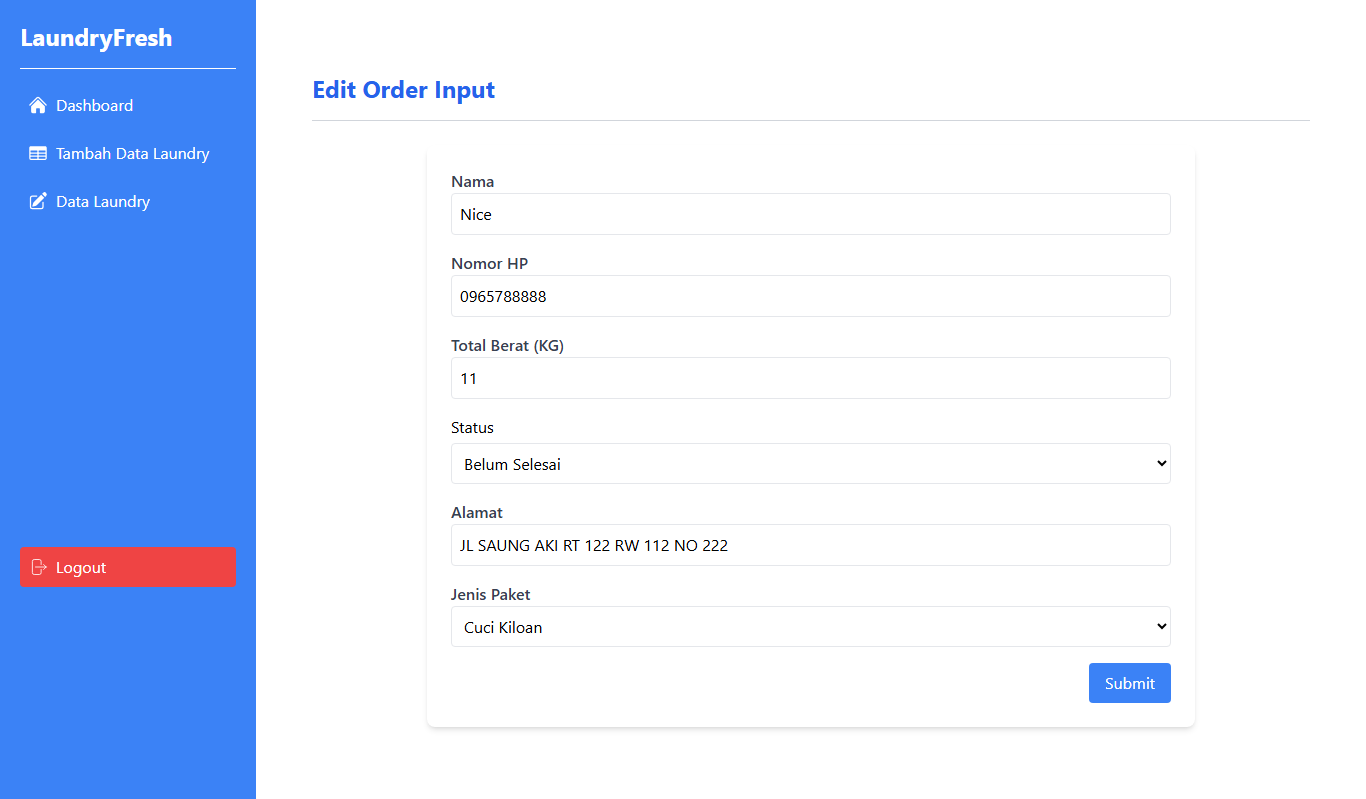 LaundryFresh
Dashboard
Tambah Data Laundry
Data Laundry
Logout
Edit Order Input
Nama
Nice
Nomor HP
0965788888
Total Berat (KG)
11
Status
Belum Selesai
Alamat
JL SAUNG AKI RT 122 RW 112 NO 222
Jenis Paket
Cuci Kiloan
Submit